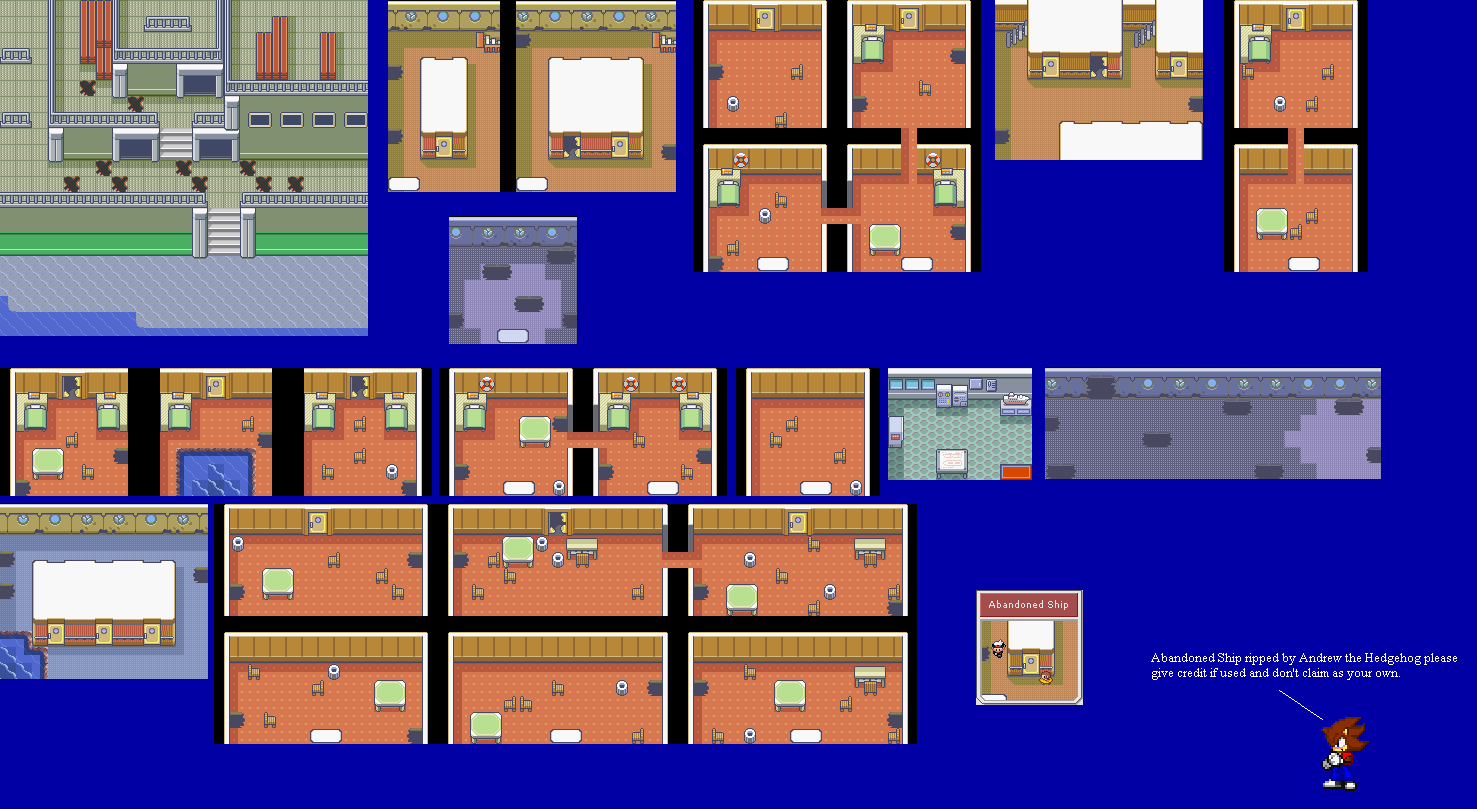 Abandoned Ship
Abandoned Ship ripped by Andrew the Hedgehog please
give credit if used and don't claim as your own.